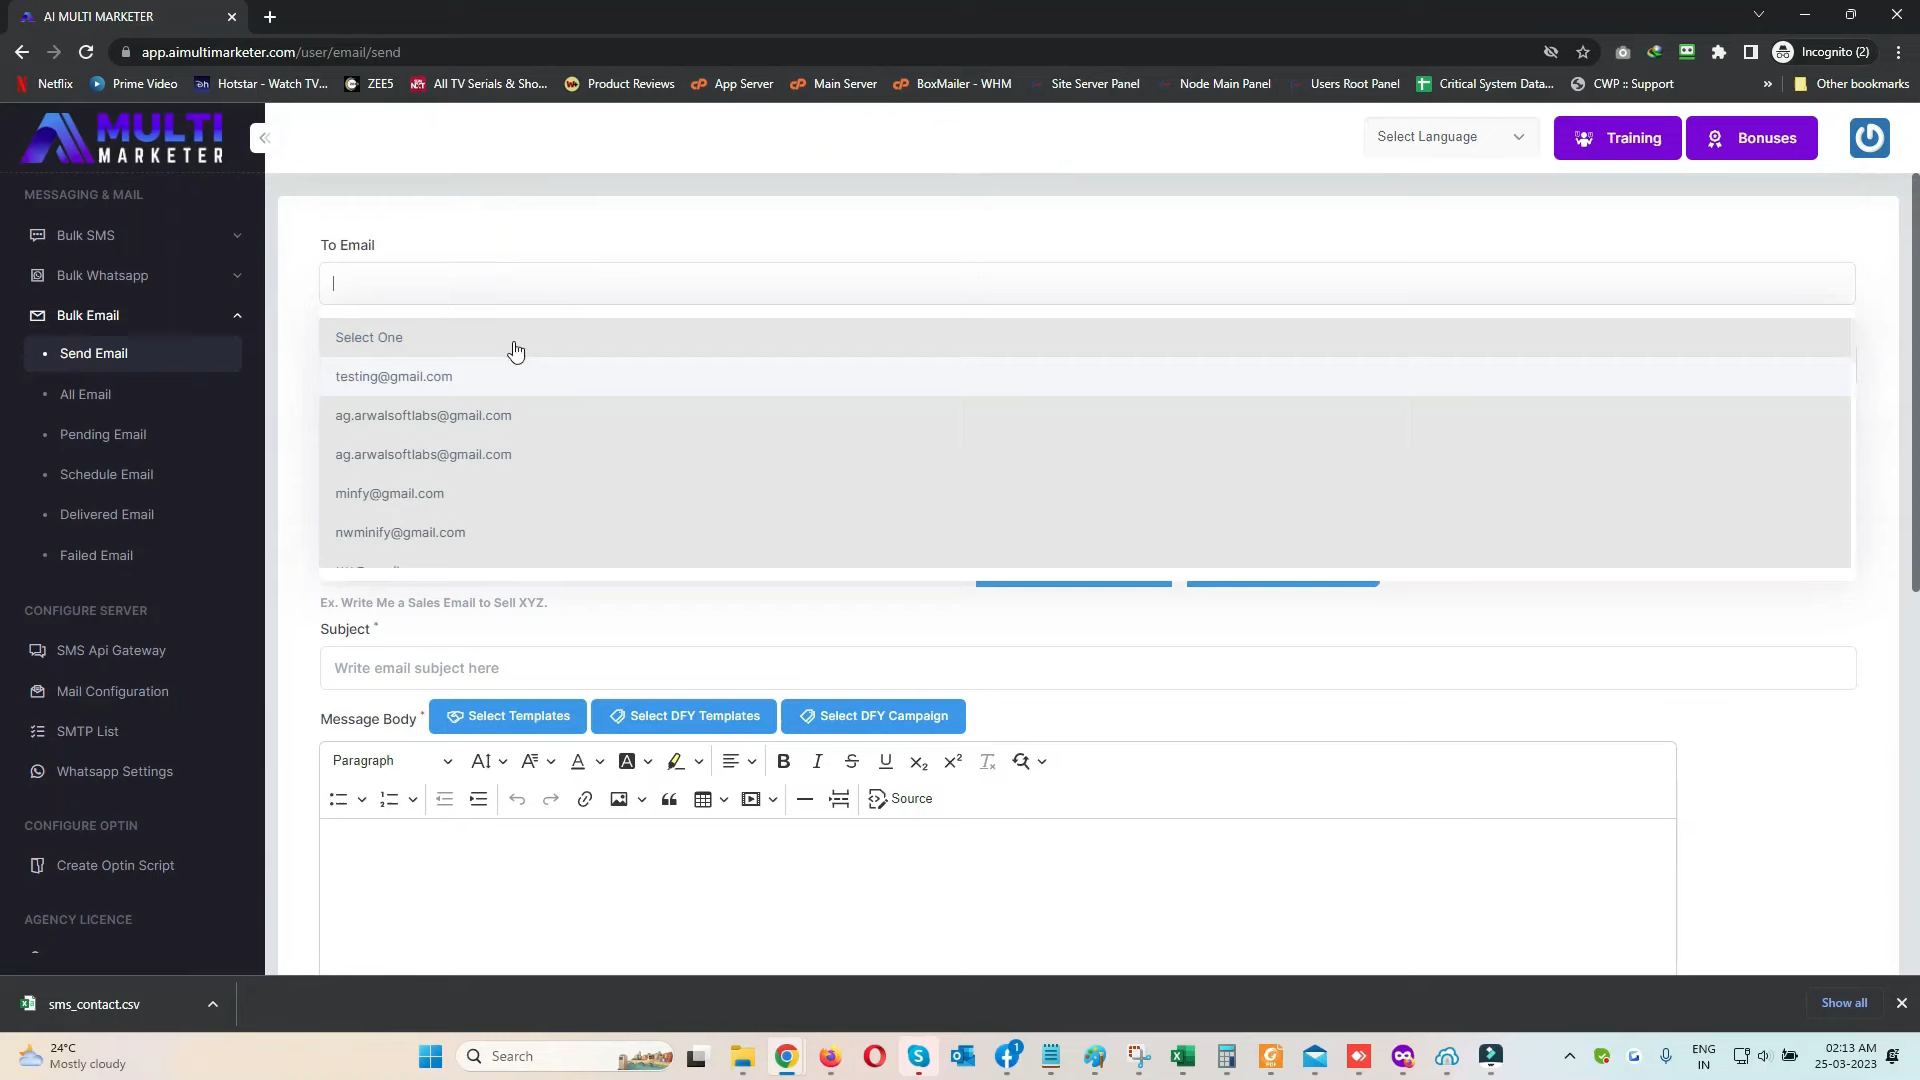 AI MULTI MARKETER
app.aimultimarketer.com/user/email/send
Incognito (2)
Netflix
Prime Video
Hotstar - Watch TV...
ZEE5
All TV Serials & Sho...
Product Reviews
App Server
Main Server
BoxMailer - WHM
Site Server Panel
Node Main Panel
Users Root Panel
Critical System Data...
CWP :: Support
»
Other bookmarks
MULTI
MARKETER
Select Language
Training
Bonuses
MESSAGING & MAIL
Bulk SMS
Bulk Whatsapp
Bulk Email
Send Email
All Email
Pending Email
Schedule Email
Delivered Email
Failed Email
CONFIGURE SERVER
SMS Api Gateway
Mail Configuration
SMTP List
Whatsapp Settings
CONFIGURE OPTIN
Create Optin Script
AGENCY LICENCE
To Email
Select One
testing@gmail.com
ag.arwalsoftlabs@gmail.com
ag.arwalsoftlabs@gmail.com
minfy@gmail.com
nwminify@gmail.com
Ex. Write Me a Sales Email to Sell XYZ.
Subject *
Write email subject here
Message Body *
Select Templates
Select DFY Templates
Select DFY Campaign
Paragraph
Source
sms_contact.csv
Show all
24°C
Mostly cloudy
Search
1
ENG
IN
02:13 AM
25-03-2023